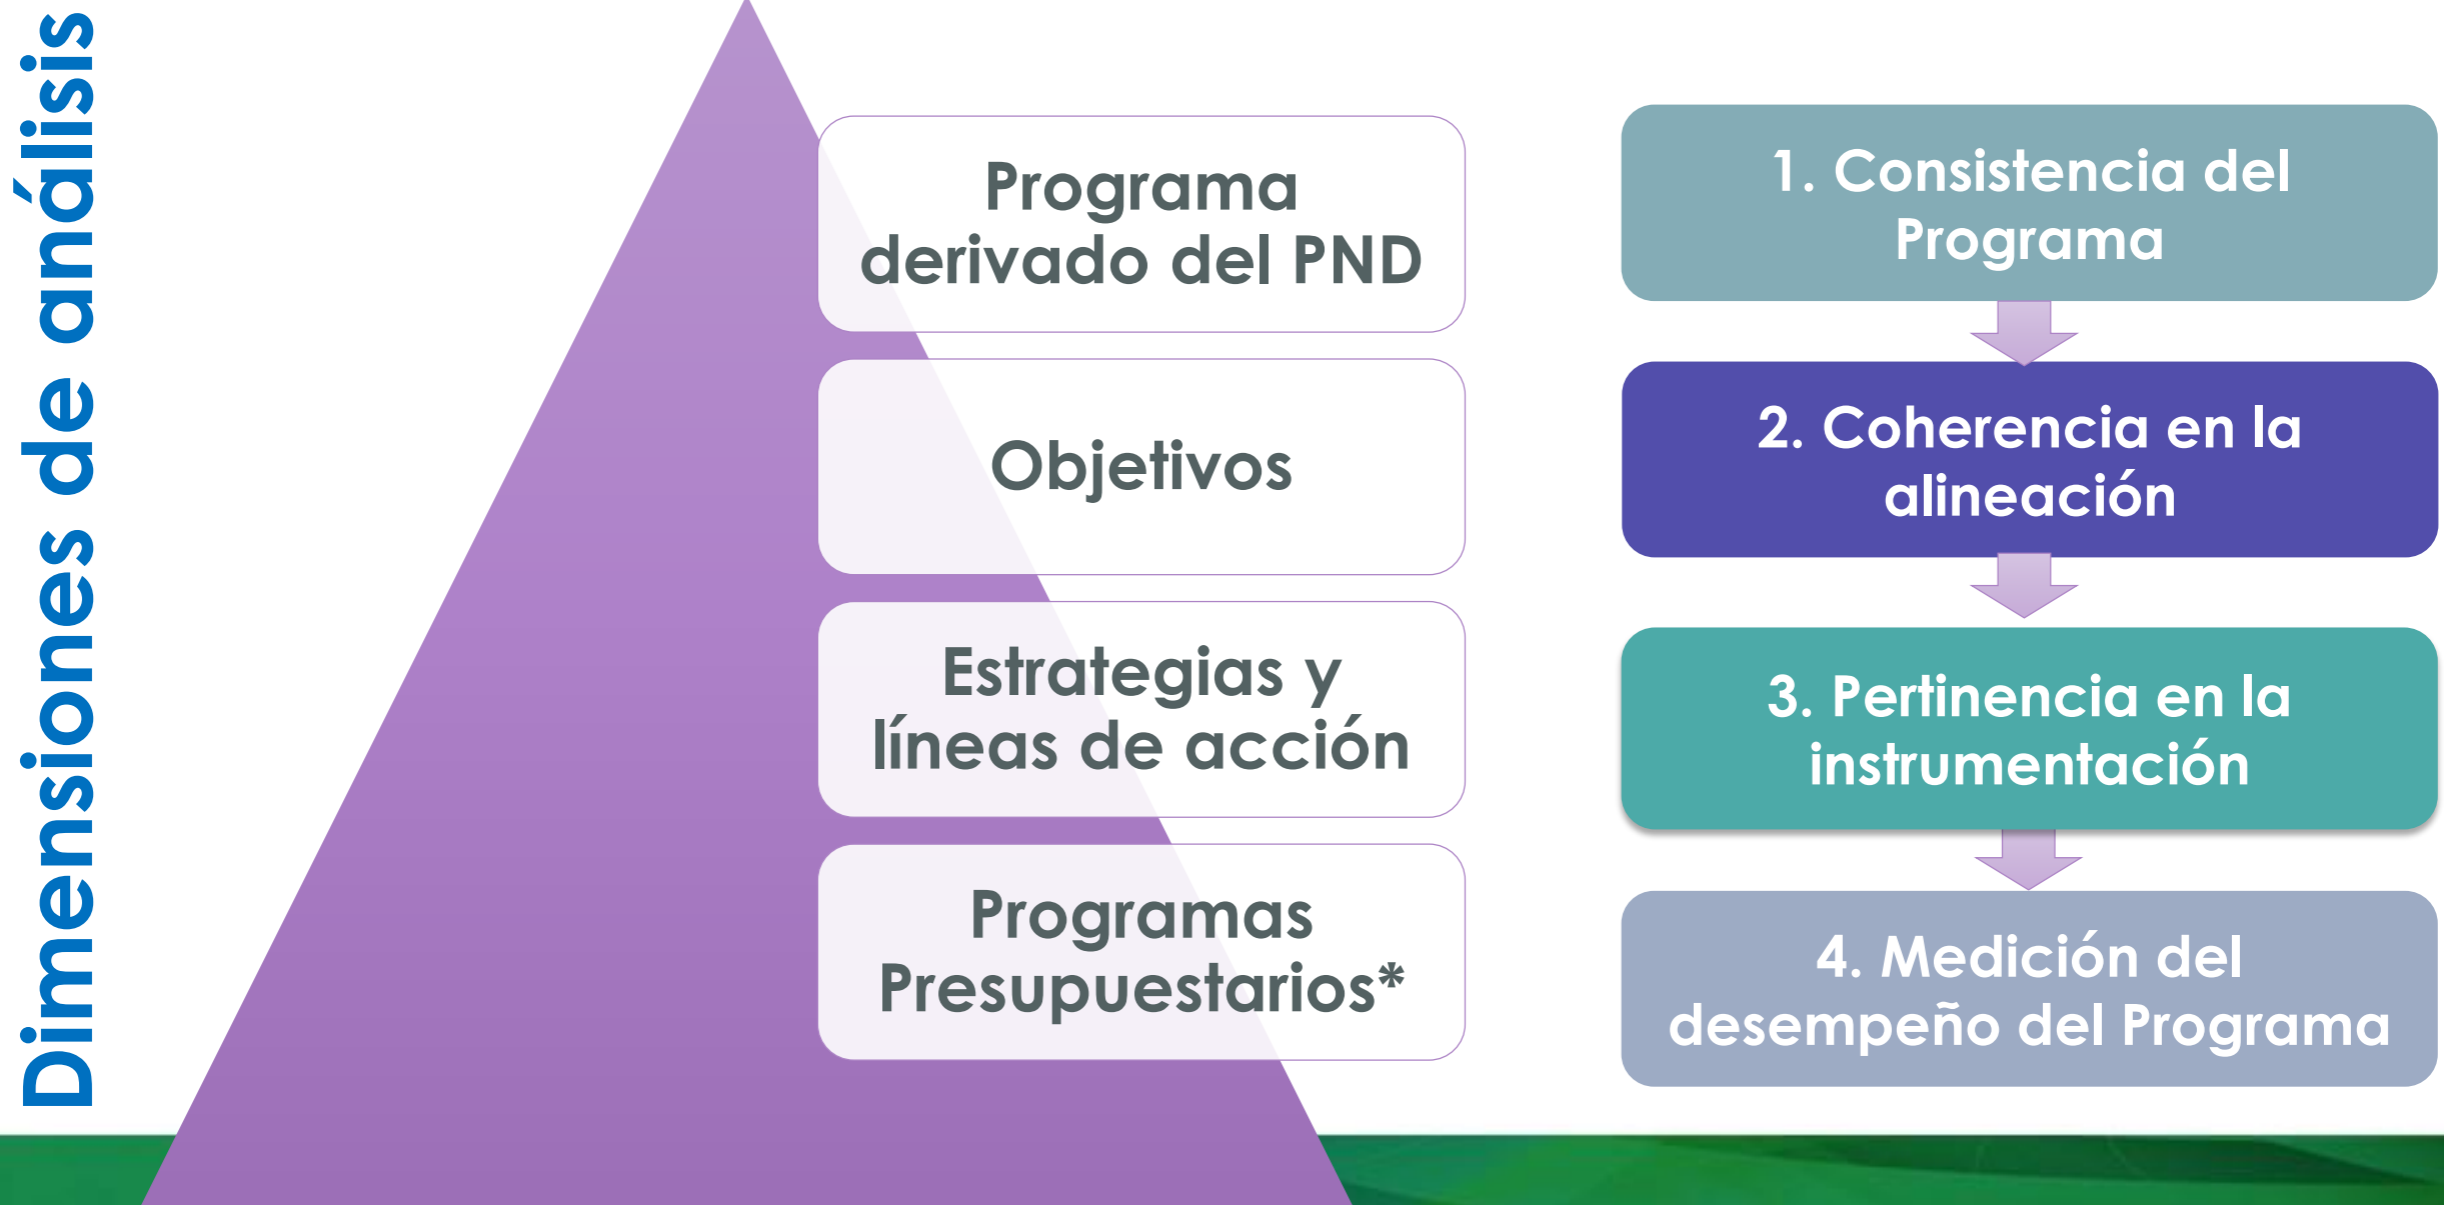 Dimensiones de análisis
Programa
derivado del PND
Objetivos
Estrategias y
líneas de acción
Programas
Presupuestarios*
1. Consistencia del
Programa
2. Coherencia en la
alineación
3. Pertinencia en la
instrumentación
4. Medición del
desempeño del Programa